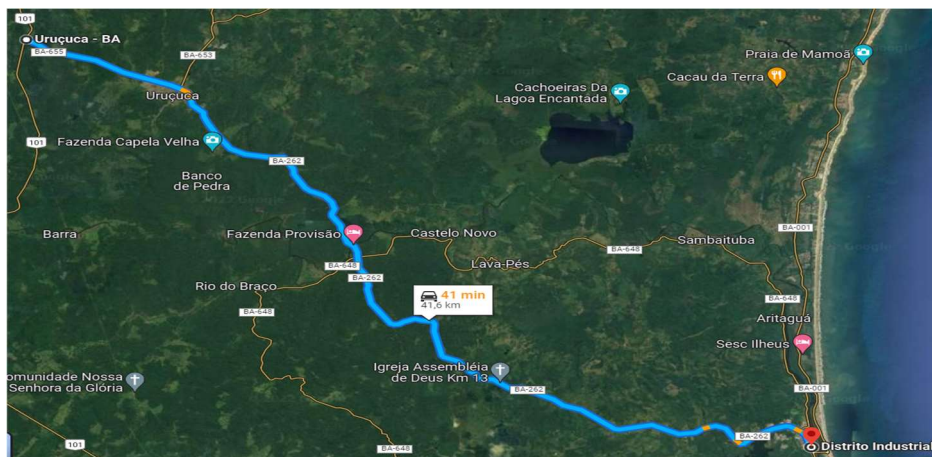 101
Uruçuca - BA
BA-655
BA-653
Praia de Mamoã
Cacau da Terra
Cachoeiras Da
Lagoa Encantada
Uruçuca
101
Fazenda Capela Velha
BA-262
Banco
de Pedra
Barra
Fazenda Provisão
Castelo Novo
BA-001
Sambaituba
BA-648
BA-648
Lava-Pés
BA-262
Rio do Braço
41 min
41,6 km
BA-648
BA-648
Aritaguá
Sesc Ilheus
Igreja Assembléia
de Deus Km 13
omunidade Nossa
Senhora da Glória
BA-262
BA-001
101
BA-648
BA-262
Distrito Industrial